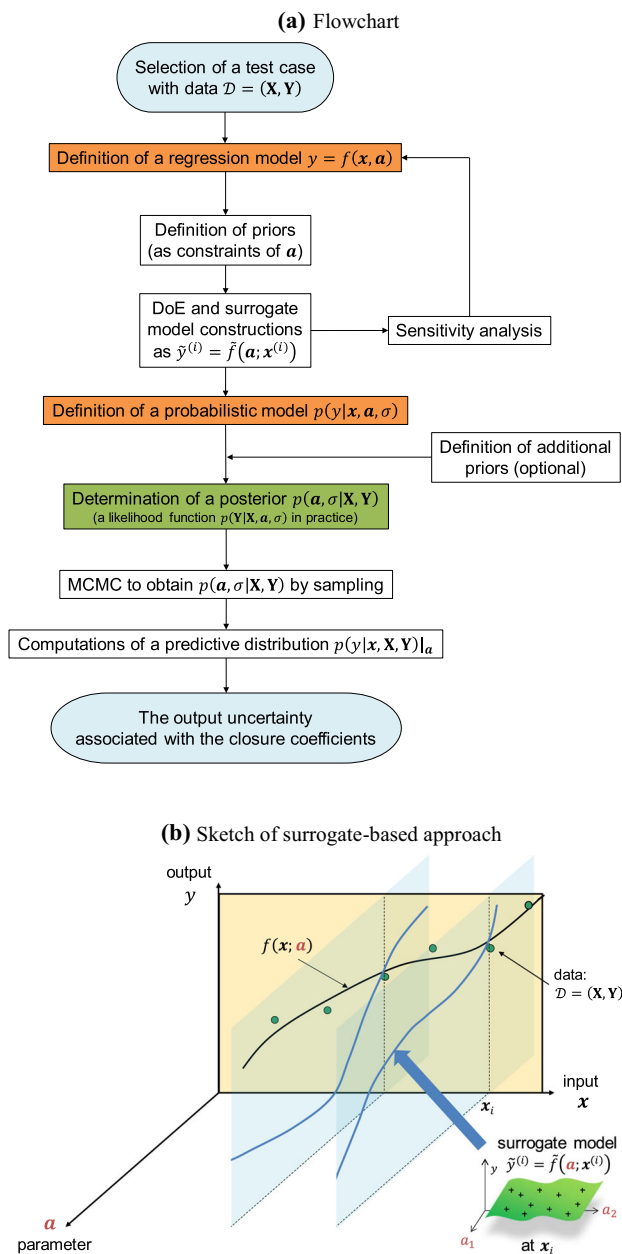 (a) Flowchart
Selection of a test case
with data 𝒟 = (X, Y)
Definition of a regression model y = f(x, a)
Definition of priors
(as constraints of a)
DoE and surrogate
model constructions
as ỹ⁽ⁱ⁾ = f̃(a; x⁽ⁱ⁾)
Sensitivity analysis
Definition of a probabilistic model p(y|x, a, σ)
Definition of additional
priors (optional)
Determination of a posterior p(a, σ|X, Y)
(a likelihood function p(Y|X, a, σ) in practice)
MCMC to obtain p(a, σ|X, Y) by sampling
Computations of a predictive distribution p(y|x, X, Y)|ₐ
The output uncertainty
associated with the closure coefficients
(b) Sketch of surrogate-based approach
output
y
f(x; a)
data:
𝒟 = (X, Y)
input
x
xᵢ
surrogate model
ỹ⁽ⁱ⁾ = f̃(a; x⁽ⁱ⁾)
y
a₂
a₁
at xᵢ
a
parameter